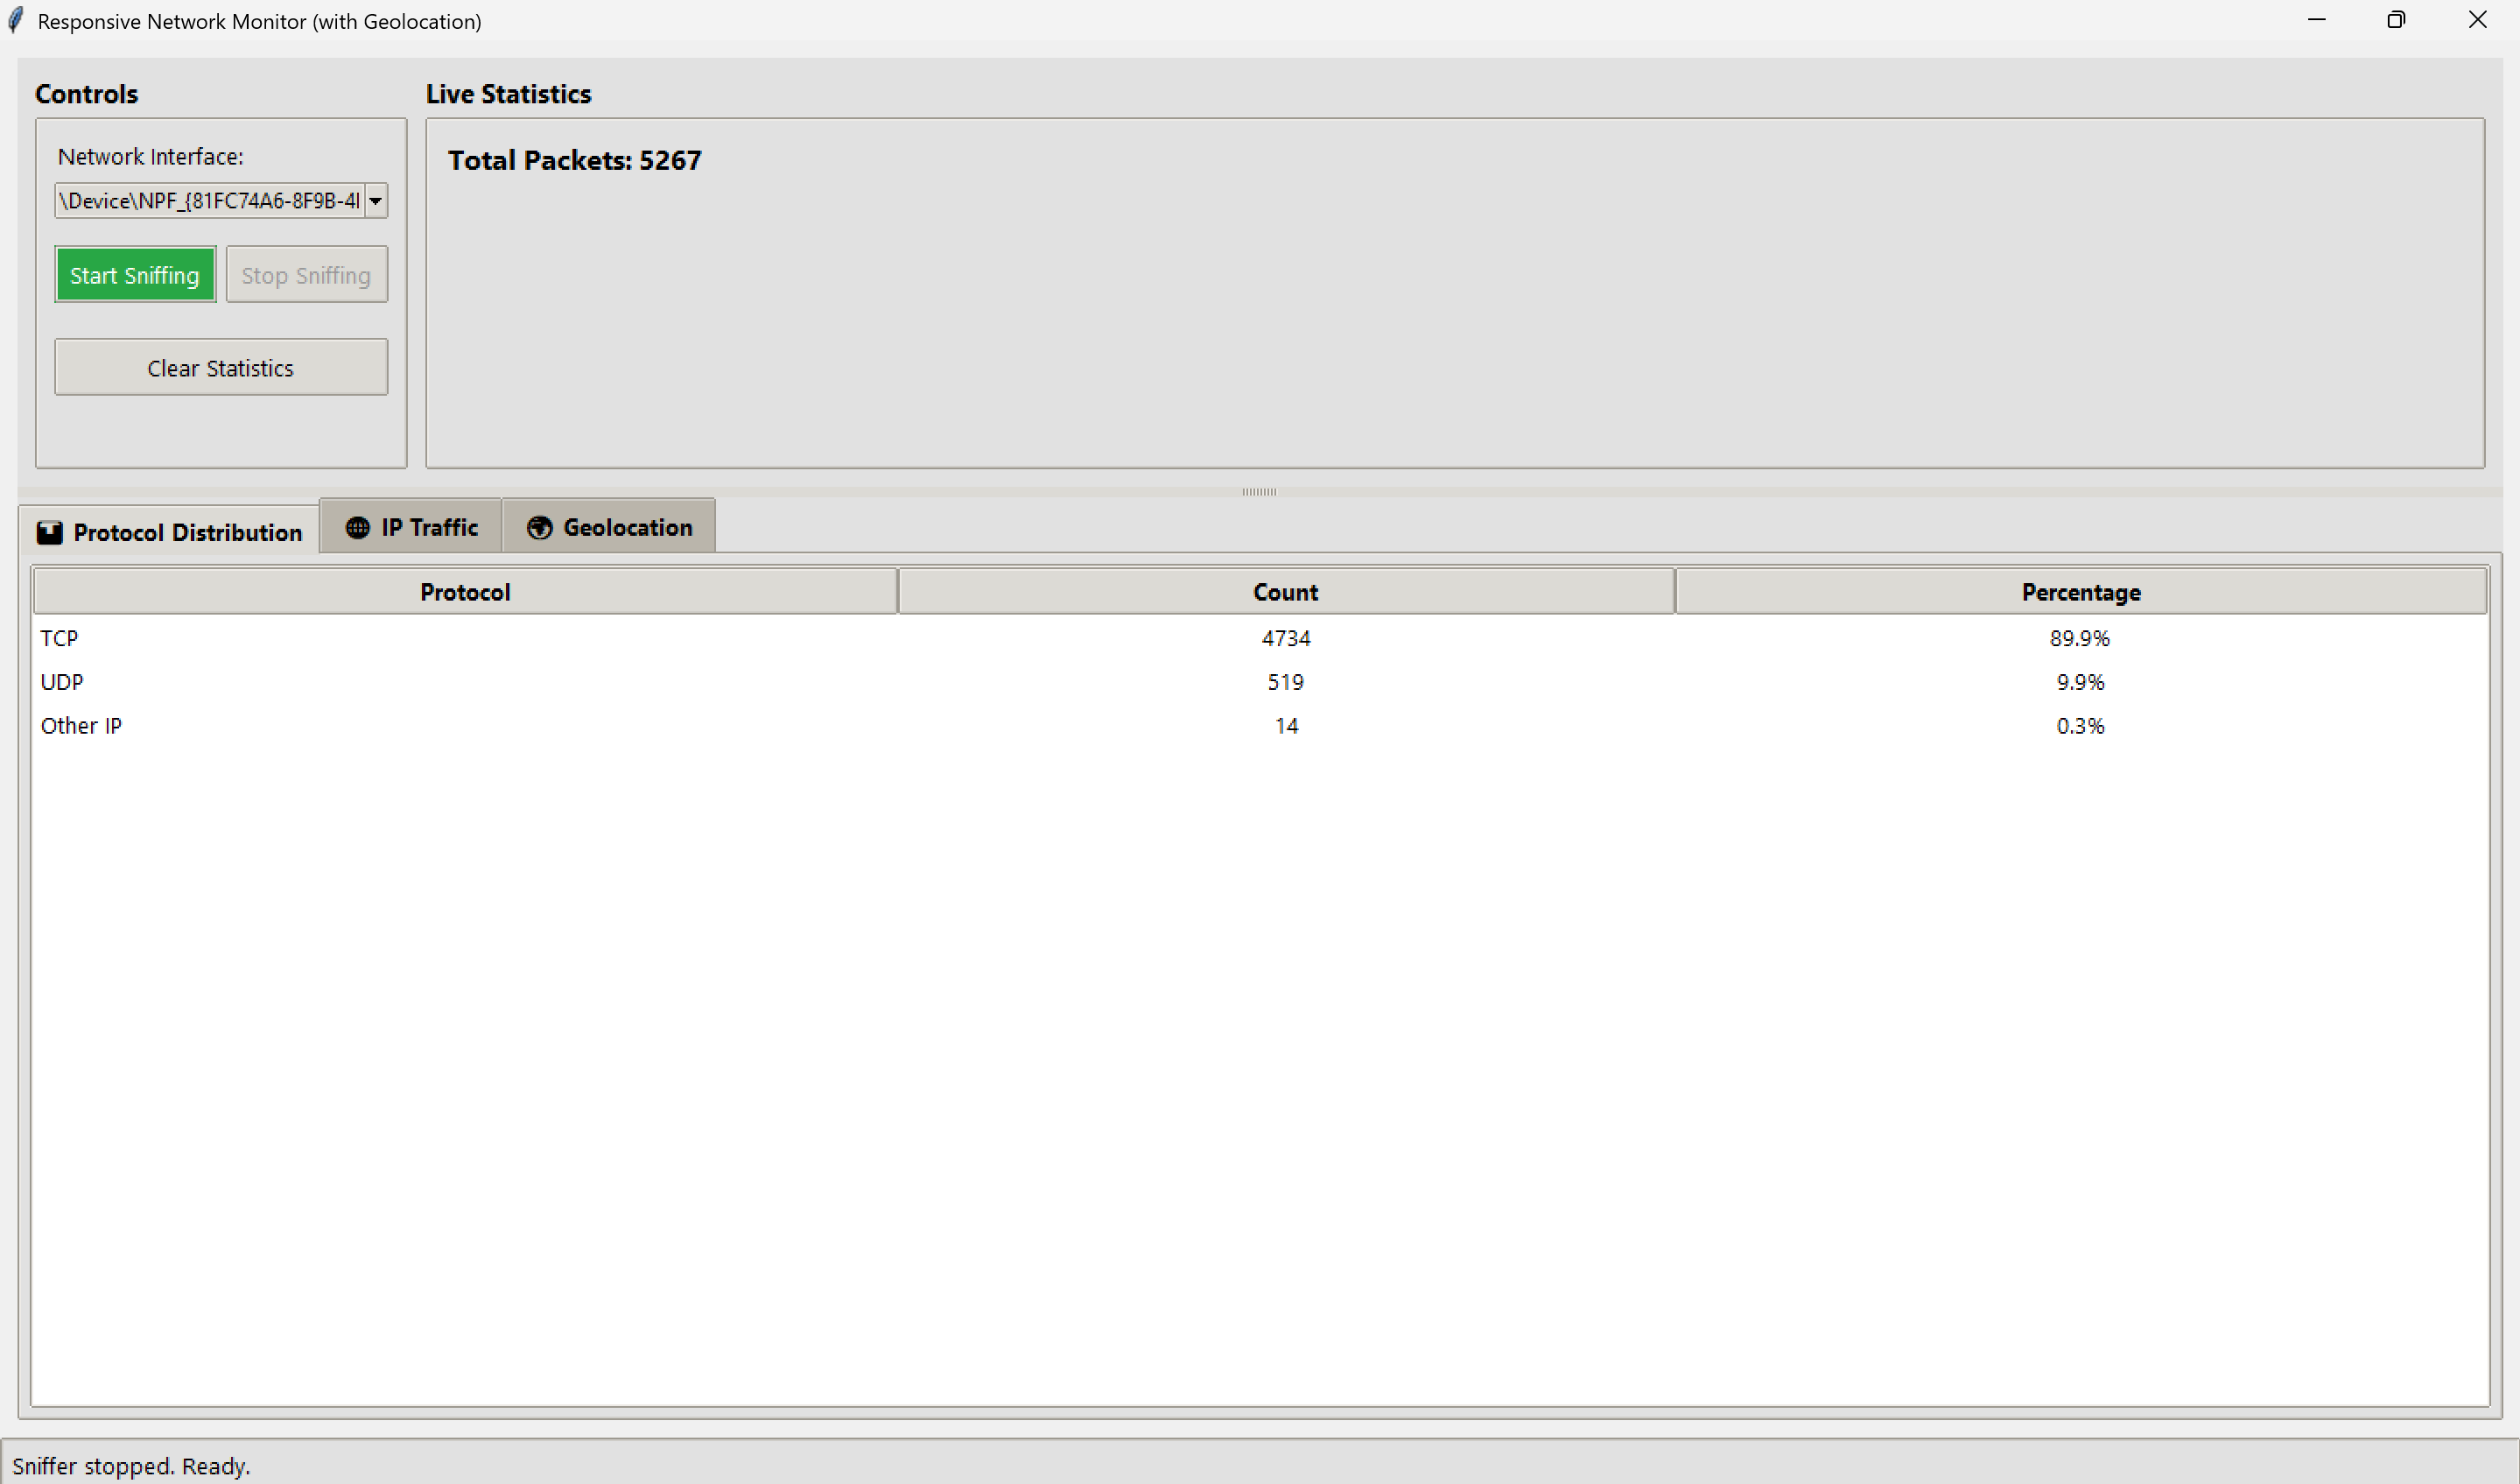 Responsive Network Monitor (with Geolocation)
Controls
Live Statistics
Network Interface:
\Device\NPF_{81FC74A6-8F9B-4
Total Packets: 5267
Start Sniffing
Stop Sniffing
Clear Statistics
Protocol Distribution
IP Traffic
Geolocation
Protocol Count Percentage
TCP 4734 89.9%
UDP 519 9.9%
Other IP 14 0.3%
Sniffer stopped. Ready.